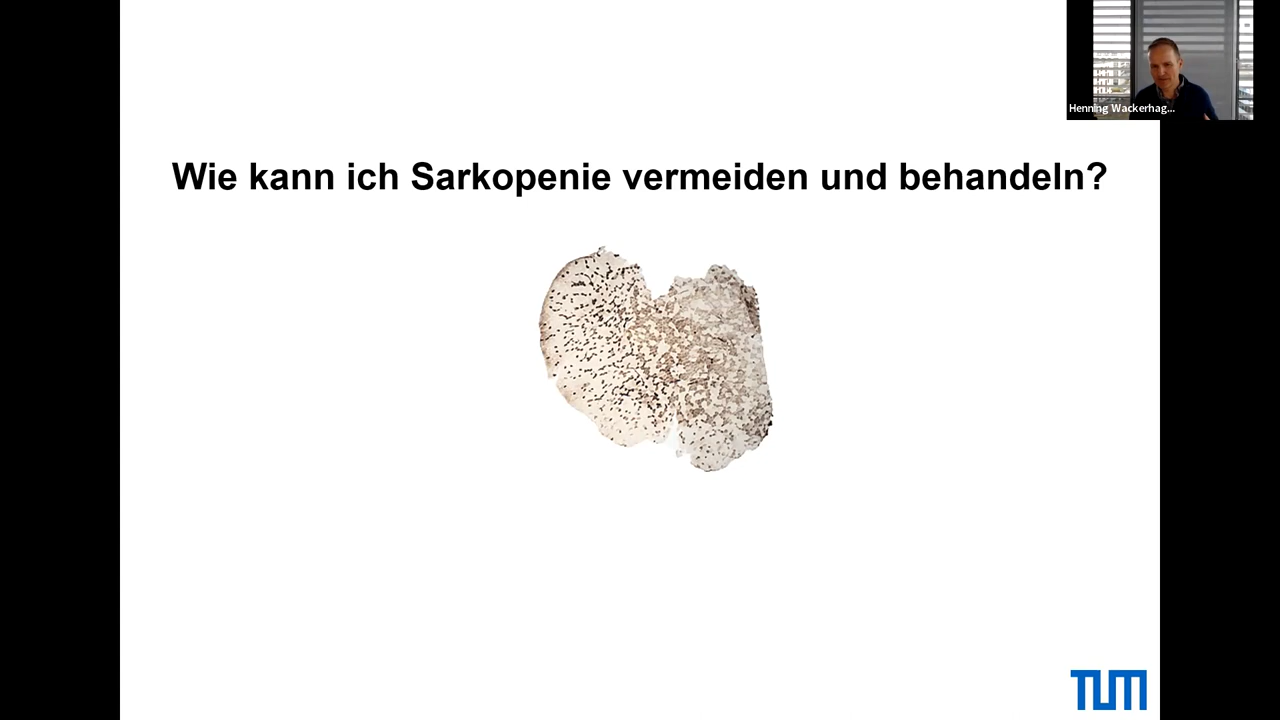 Henning Wackerhag...
Wie kann ich Sarkopenie vermeiden und behandeln?
TUM